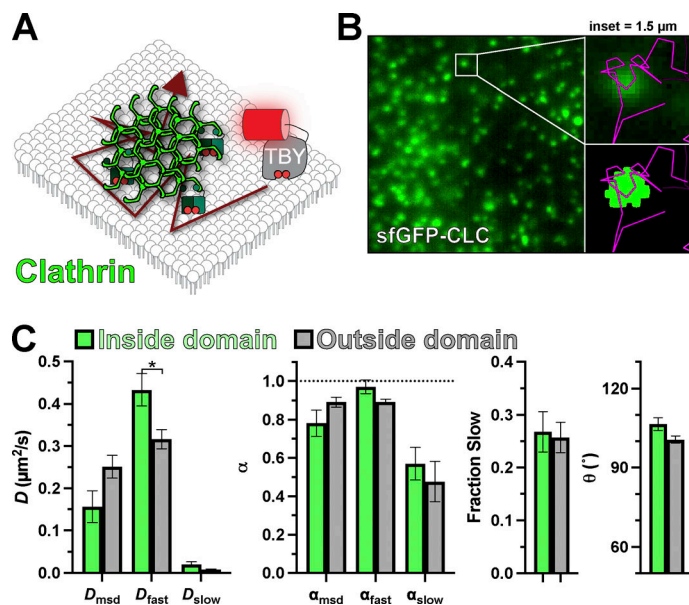 A
TBY
Clathrin
B
inset = 1.5 µm
sfGFP-CLC
C
Inside domain
Outside domain
D (µm²/s)
0.5
0.4
0.3
0.2
0.1
0.0
*
Dmsd
Dfast
Dslow
α
1.0
0.8
0.6
0.4
0.2
0.0
αmsd
αfast
αslow
Fraction Slow
0.4
0.3
0.2
0.1
0.0
θ (°)
120
100
60